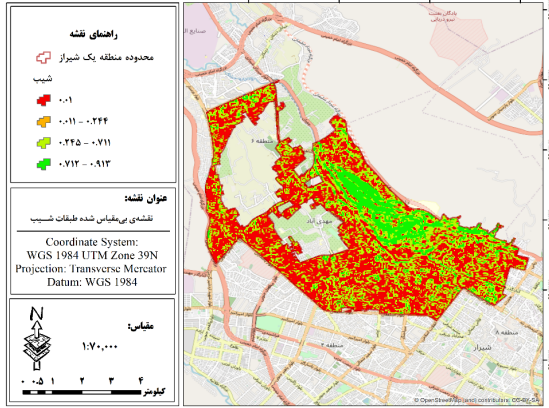 راهنمای نقشه
محدوده منطقه یک شیراز
شیب
۰.۰۱
۰.۰۱۱ - ۰.۲۴۴
۰.۲۴۵ - ۰.۷۱۱
۰.۷۱۲ - ۰.۹۱۳
عنوان نقشه:
نقشه‌ی بی‌مقیاس شده طبقات شیب
Coordinate System:
WGS 1984 UTM Zone 39N
Projection: Transverse Mercator
Datum: WGS 1984
N
مقیاس:
۱:۷۰,۰۰۰
۰ ۰.۵ ۱ ۲ ۳ ۴
کیلومتر
منطقه ۶
مهدی آباد
منطقه ۸
شیراز
© OpenStreetMap (and) contributors, CC-BY-SA